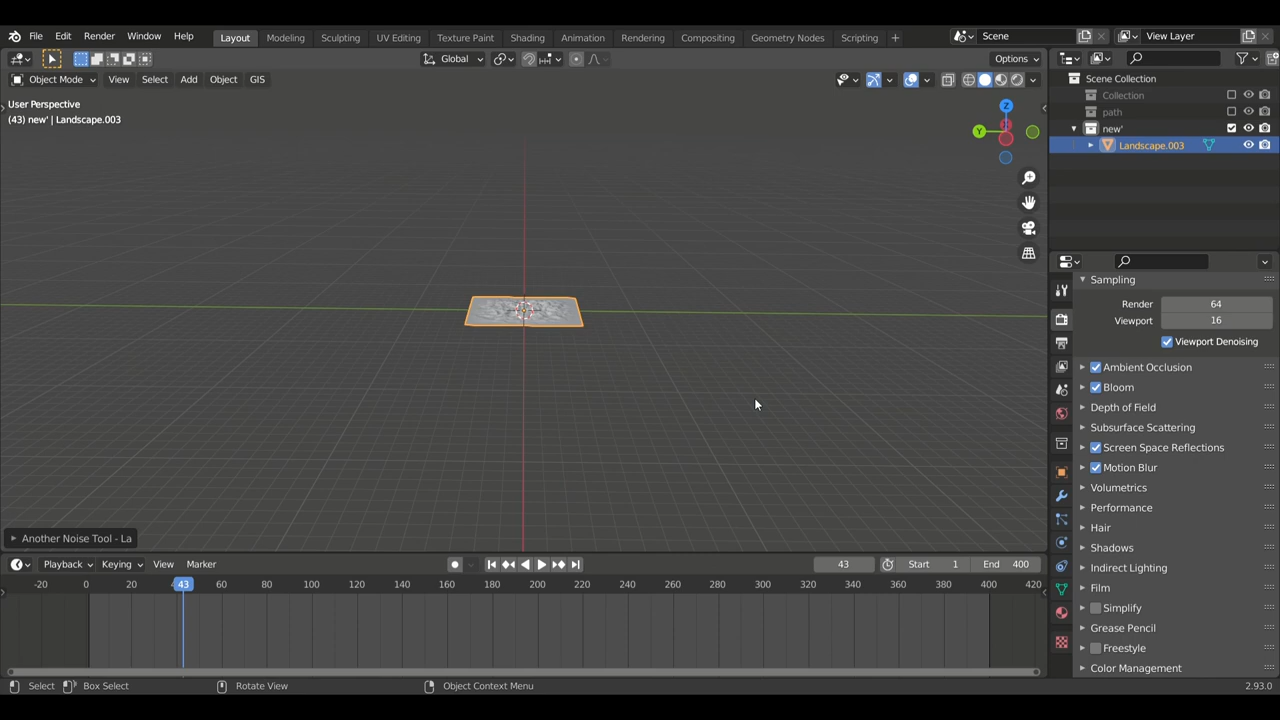 File Edit Render Window Help Layout Modeling Sculpting UV Editing Texture Paint Shading Animation Rendering Compositing Geometry Nodes Scripting + Scene View Layer
Global Options
Object Mode View Select Add Object GIS
User Perspective
(43) new' | Landscape.003
Z
Y
Scene Collection
Collection
path
new'
Landscape.003
Sampling
Render 64
Viewport 16
Viewport Denoising
Ambient Occlusion
Bloom
Depth of Field
Subsurface Scattering
Screen Space Reflections
Motion Blur
Volumetrics
Performance
Hair
Shadows
Indirect Lighting
Film
Simplify
Grease Pencil
Freestyle
Color Management
Another Noise Tool - La
Playback Keying View Marker 43 Start 1 End 400
-20 0 20 43 60 80 100 120 140 160 180 200 220 240 260 280 300 320 340 360 380 400 420
Select Box Select Rotate View Object Context Menu 2.93.0